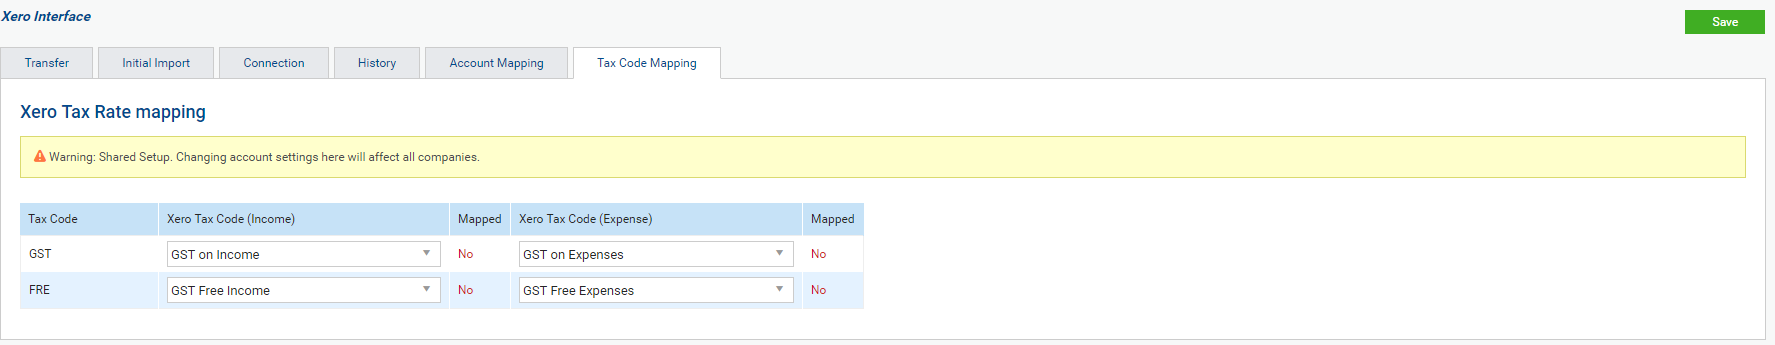 Xero Interface
Save
Transfer Initial Import Connection History Account Mapping Tax Code Mapping
Xero Tax Rate mapping
Warning: Shared Setup. Changing account settings here will affect all companies.
Tax Code Xero Tax Code (Income) Mapped Xero Tax Code (Expense) Mapped
GST GST on Income No GST on Expenses No
FRE GST Free Income No GST Free Expenses No